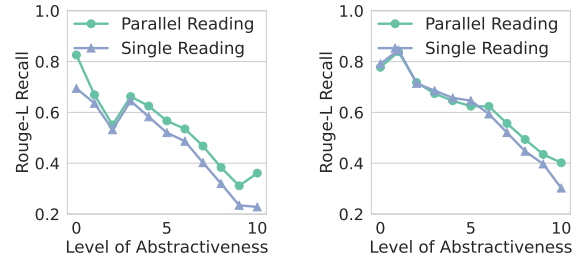 1.0
0.8
0.6
0.4
0.2
Rouge-L Recall
Parallel Reading
Single Reading
0 5 10
Level of Abstractiveness
1.0
0.8
0.6
0.4
0.2
Rouge-L Recall
Parallel Reading
Single Reading
0 5 10
Level of Abstractiveness